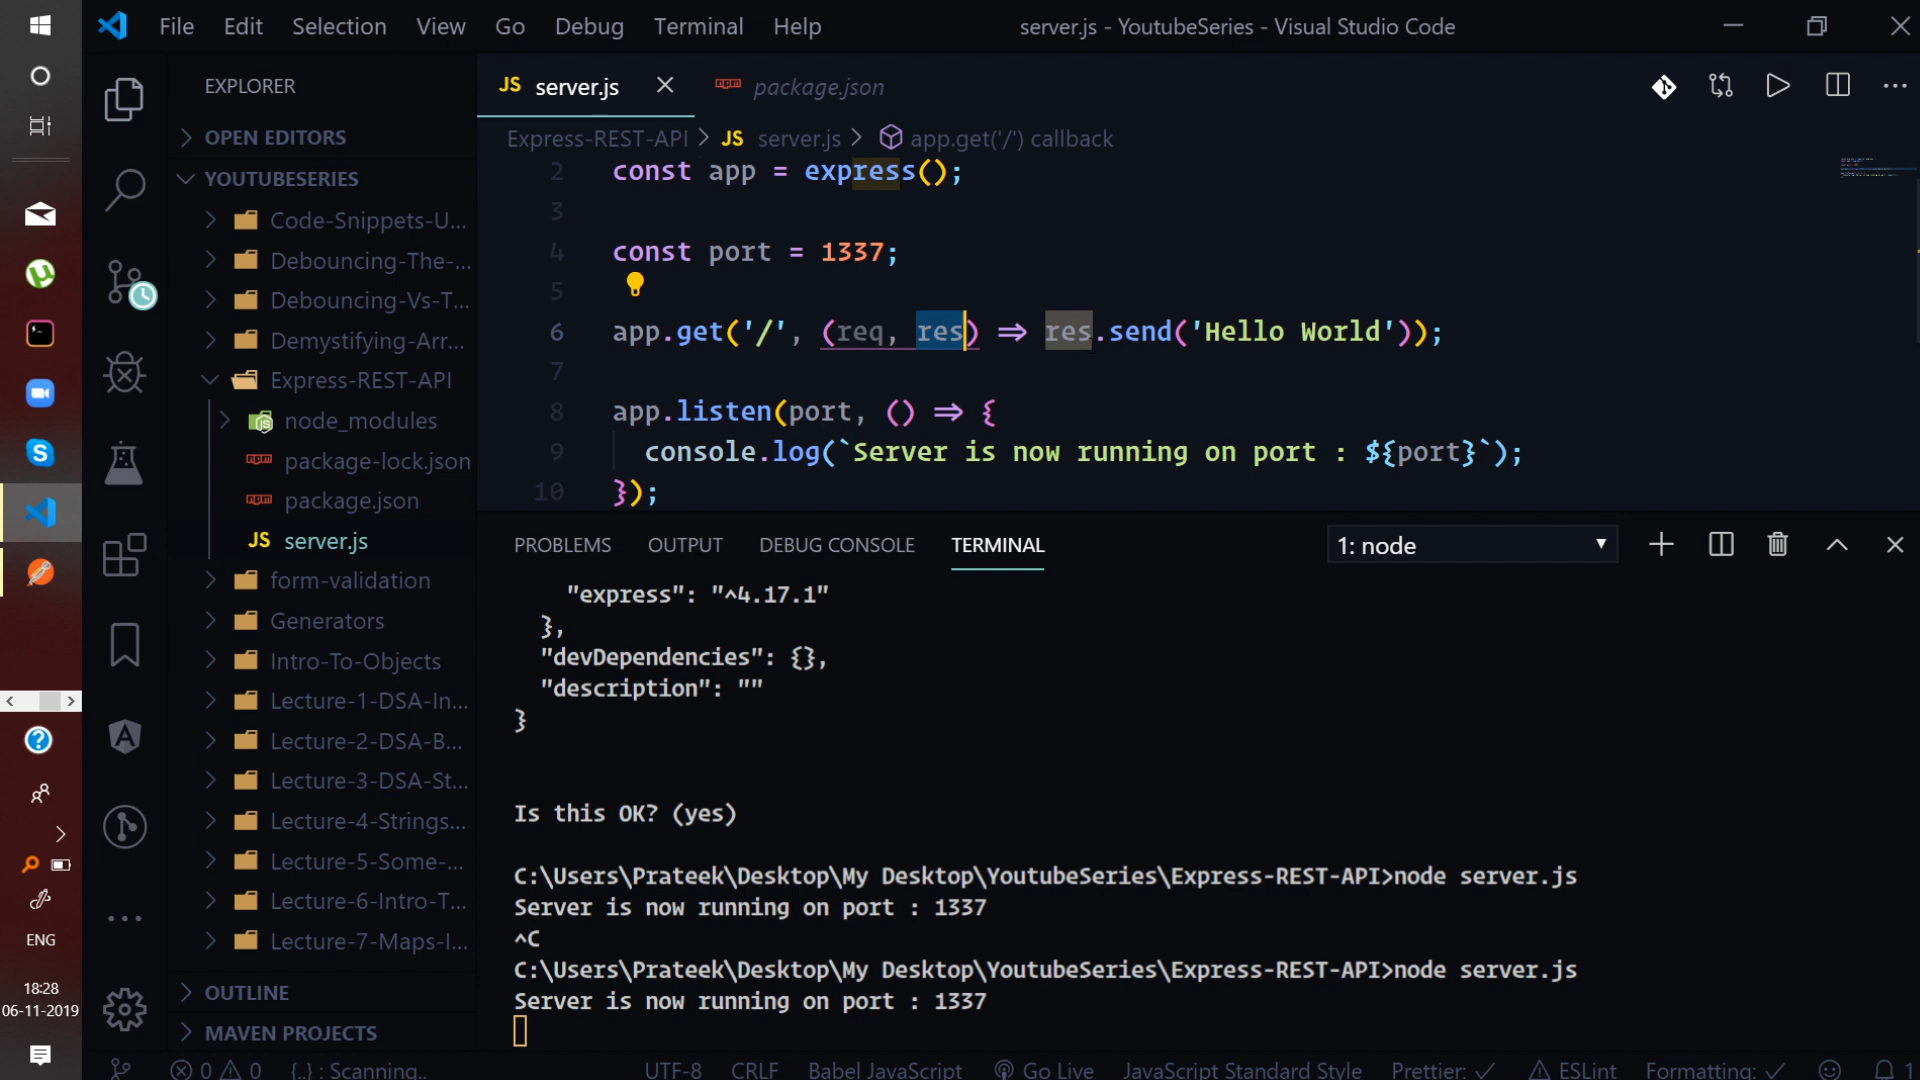 File Edit Selection View Go Debug Terminal Help
server.js - YoutubeSeries - Visual Studio Code
EXPLORER
OPEN EDITORS
YOUTUBESERIES
Code-Snippets-U...
Debouncing-The-...
Debouncing-Vs-T...
Demystifying-Arr...
Express-REST-API
node_modules
package-lock.json
package.json
JS server.js
form-validation
Generators
Intro-To-Objects
Lecture-1-DSA-In...
Lecture-2-DSA-B...
Lecture-3-DSA-St...
Lecture-4-Strings...
Lecture-5-Some-...
Lecture-6-Intro-T...
Lecture-7-Maps-I...
OUTLINE
MAVEN PROJECTS
JS server.js package.json
Express-REST-API > JS server.js > app.get('/') callback
2 const app = express();
3
4 const port = 1337;
5
6 app.get('/', (req, res) => res.send('Hello World'));
7
8 app.listen(port, () => {
9 console.log(`Server is now running on port : ${port}`);
10 });
PROBLEMS OUTPUT DEBUG CONSOLE TERMINAL 1: node
"express": "^4.17.1"
},
"devDependencies": {},
"description": ""
}
Is this OK? (yes)
C:\Users\Prateek\Desktop\My Desktop\YoutubeSeries\Express-REST-API>node server.js
Server is now running on port : 1337
^C
C:\Users\Prateek\Desktop\My Desktop\YoutubeSeries\Express-REST-API>node server.js
Server is now running on port : 1337
ENG
18:28
06-11-2019
0 0 {..} : Scanning.. UTF-8 CRLF Babel JavaScript Go Live JavaScript Standard Style Prettier: ✓ ESLint Formatting: ✓ 1